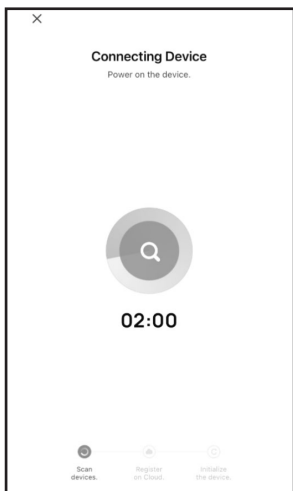 Connecting Device
Power on the device.
02:00
Scan
devices.
Register
on Cloud.
Initialize
the device.